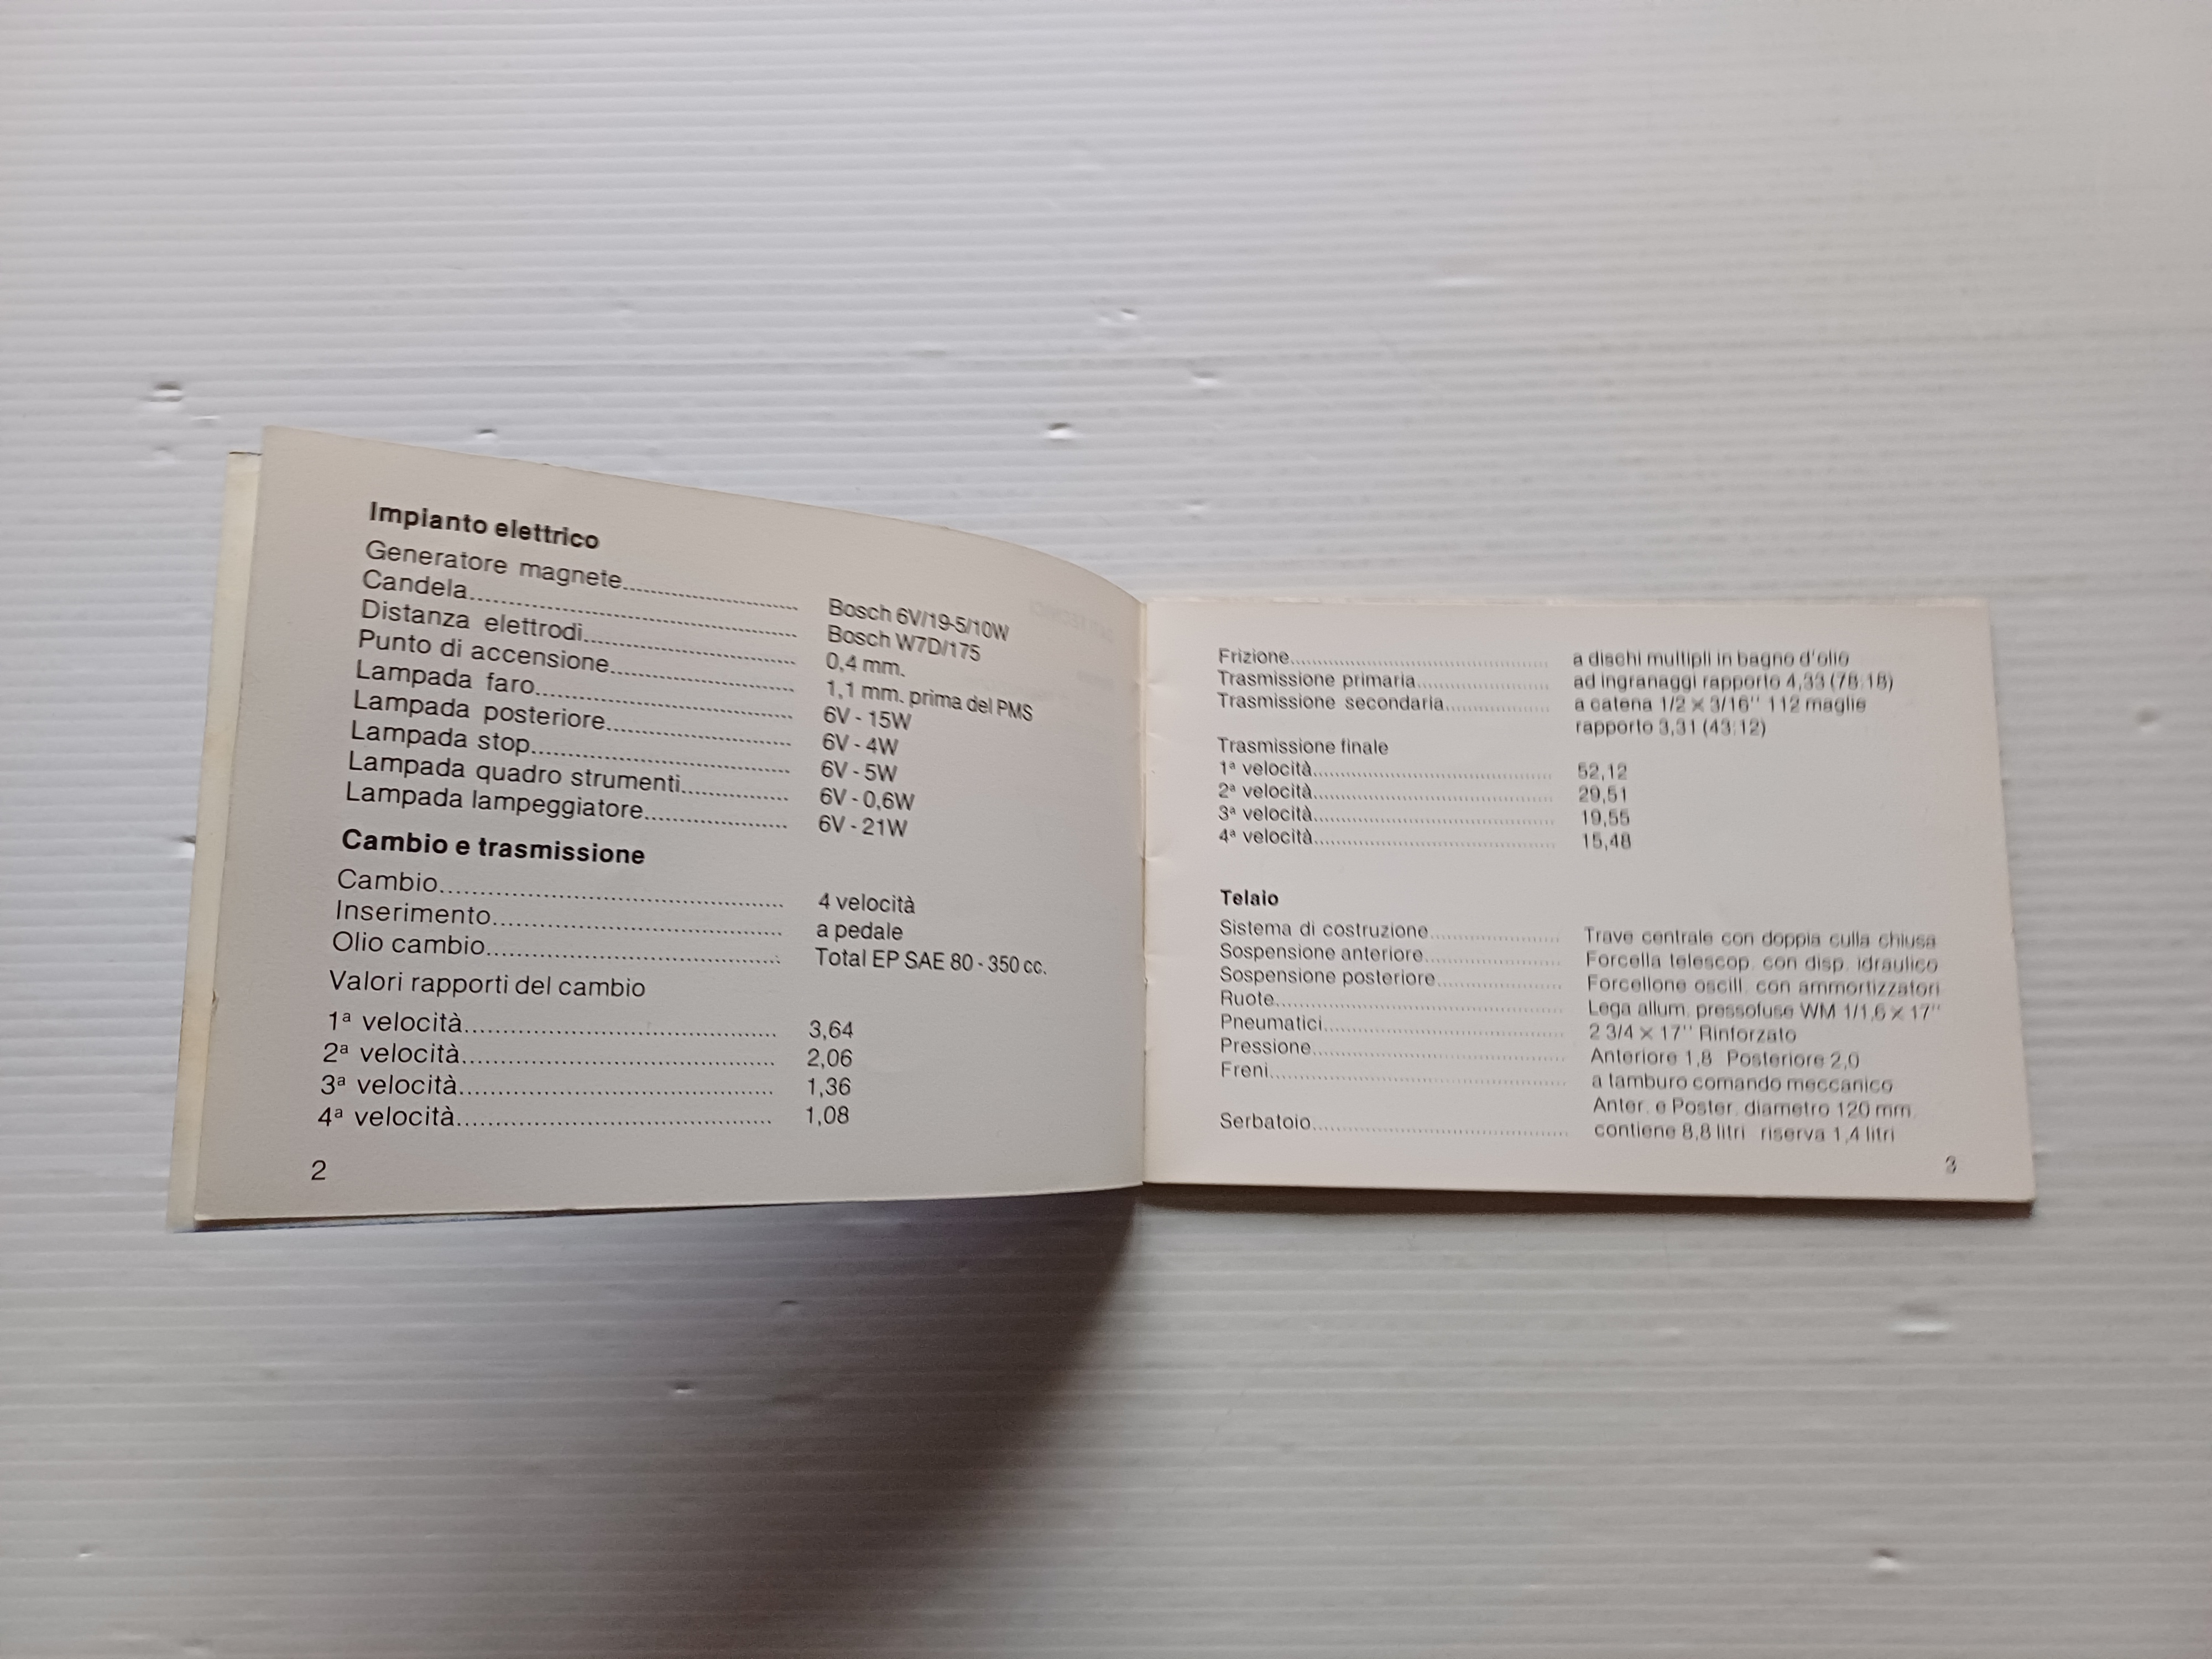 Impianto elettrico
Generatore magnete........................ Bosch 6V/19-5/10W
Candela............................................. Bosch W7D/175
Distanza elettrodi............................. 0,4 mm.
Punto di accensione......................... 1,1 mm. prima del PMS
Lampada faro................................... 6V - 15W
Lampada posteriore......................... 6V - 4W
Lampada stop................................... 6V - 5W
Lampada quadro strumenti.............. 6V - 0,6W
Lampada lampeggiatore................... 6V - 21W
Cambio e trasmissione
Cambio.............................................. 4 velocità
Inserimento....................................... a pedale
Olio cambio....................................... Total EP SAE 80 - 350 cc.
Valori rapporti del cambio
1ª velocità......................................... 3,64
2ª velocità......................................... 2,06
3ª velocità......................................... 1,36
4ª velocità......................................... 1,08
2
Frizione............................................. a dischi multipli in bagno d'olio
Trasmissione primaria....................... ad ingranaggi rapporto 4,33 (78:18)
Trasmissione secondaria.................. a catena 1/2 × 3/16'' 112 maglie
rapporto 3,31 (43:12)
Trasmissione finale
1ª velocità......................................... 52,12
2ª velocità......................................... 29,51
3ª velocità......................................... 19,55
4ª velocità......................................... 15,48
Telaio
Sistema di costruzione...................... Trave centrale con doppia culla chiusa
Sospensione anteriore....................... Forcella telescop. con disp. idraulico
Sospensione posteriore..................... Forcellone oscill. con ammortizzatori
Ruote................................................. Lega allum. pressofuse WM 1/1,6 × 17''
Pneumatici......................................... 2 3/4 × 17'' Rinforzato
Pressione........................................... Anteriore 1,8 Posteriore 2,0
Freni................................................... a tamburo comando meccanico
Anter. e Poster. diametro 120 mm.
Serbatoio............................................ contiene 8,8 litri riserva 1,4 litri
3